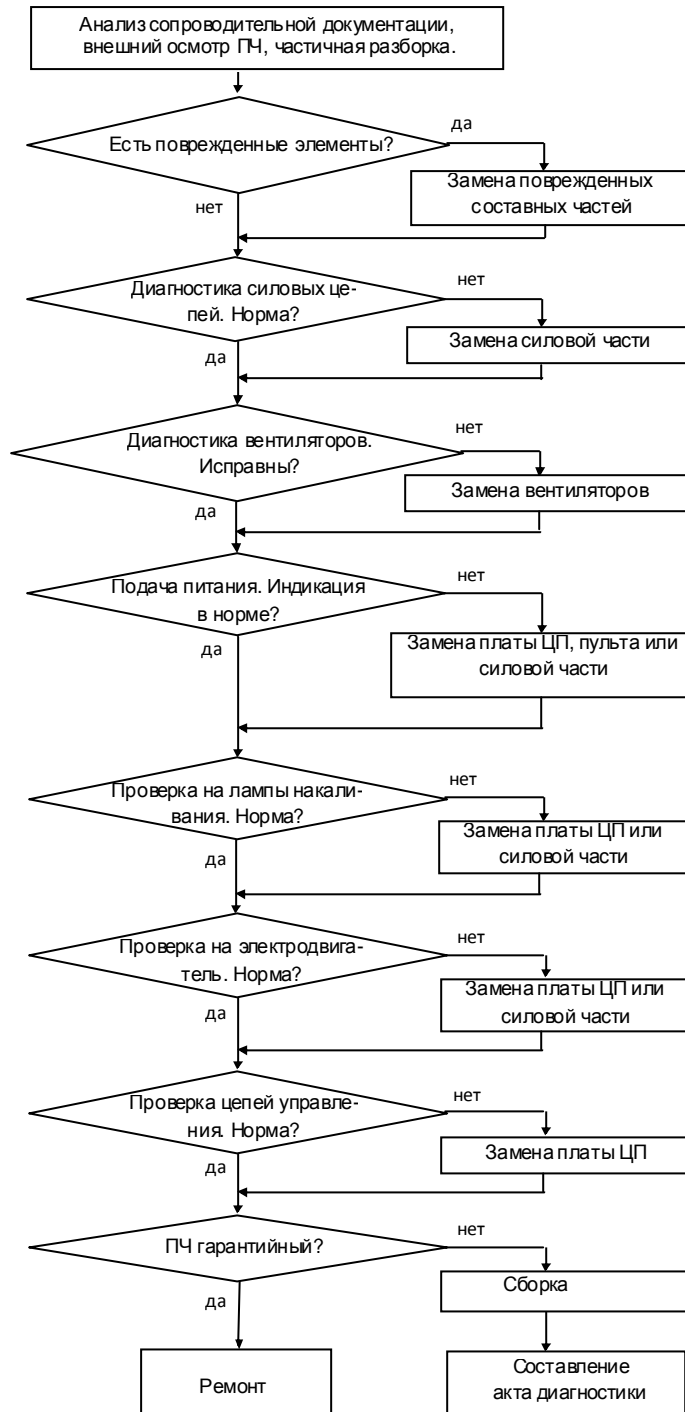 Анализ сопроводительной документации,
внешний осмотр ПЧ, частичная разборка.
Есть поврежденные элементы?
да
Замена поврежденных
составных частей
нет
Диагностика силовых це-
пей. Норма?
нет
Замена силовой части
да
Диагностика вентиляторов.
Исправны?
нет
Замена вентиляторов
да
Подача питания. Индикация
в норме?
нет
Замена платы ЦП, пульта или
силовой части
да
Проверка на лампы накали-
вания. Норма?
нет
Замена платы ЦП или
силовой части
да
Проверка на электродвига-
тель. Норма?
нет
Замена платы ЦП или
силовой части
да
Проверка цепей управле-
ния. Норма?
нет
Замена платы ЦП
да
ПЧ гарантийный?
нет
Сборка
да
Ремонт
Составление
акта диагностики